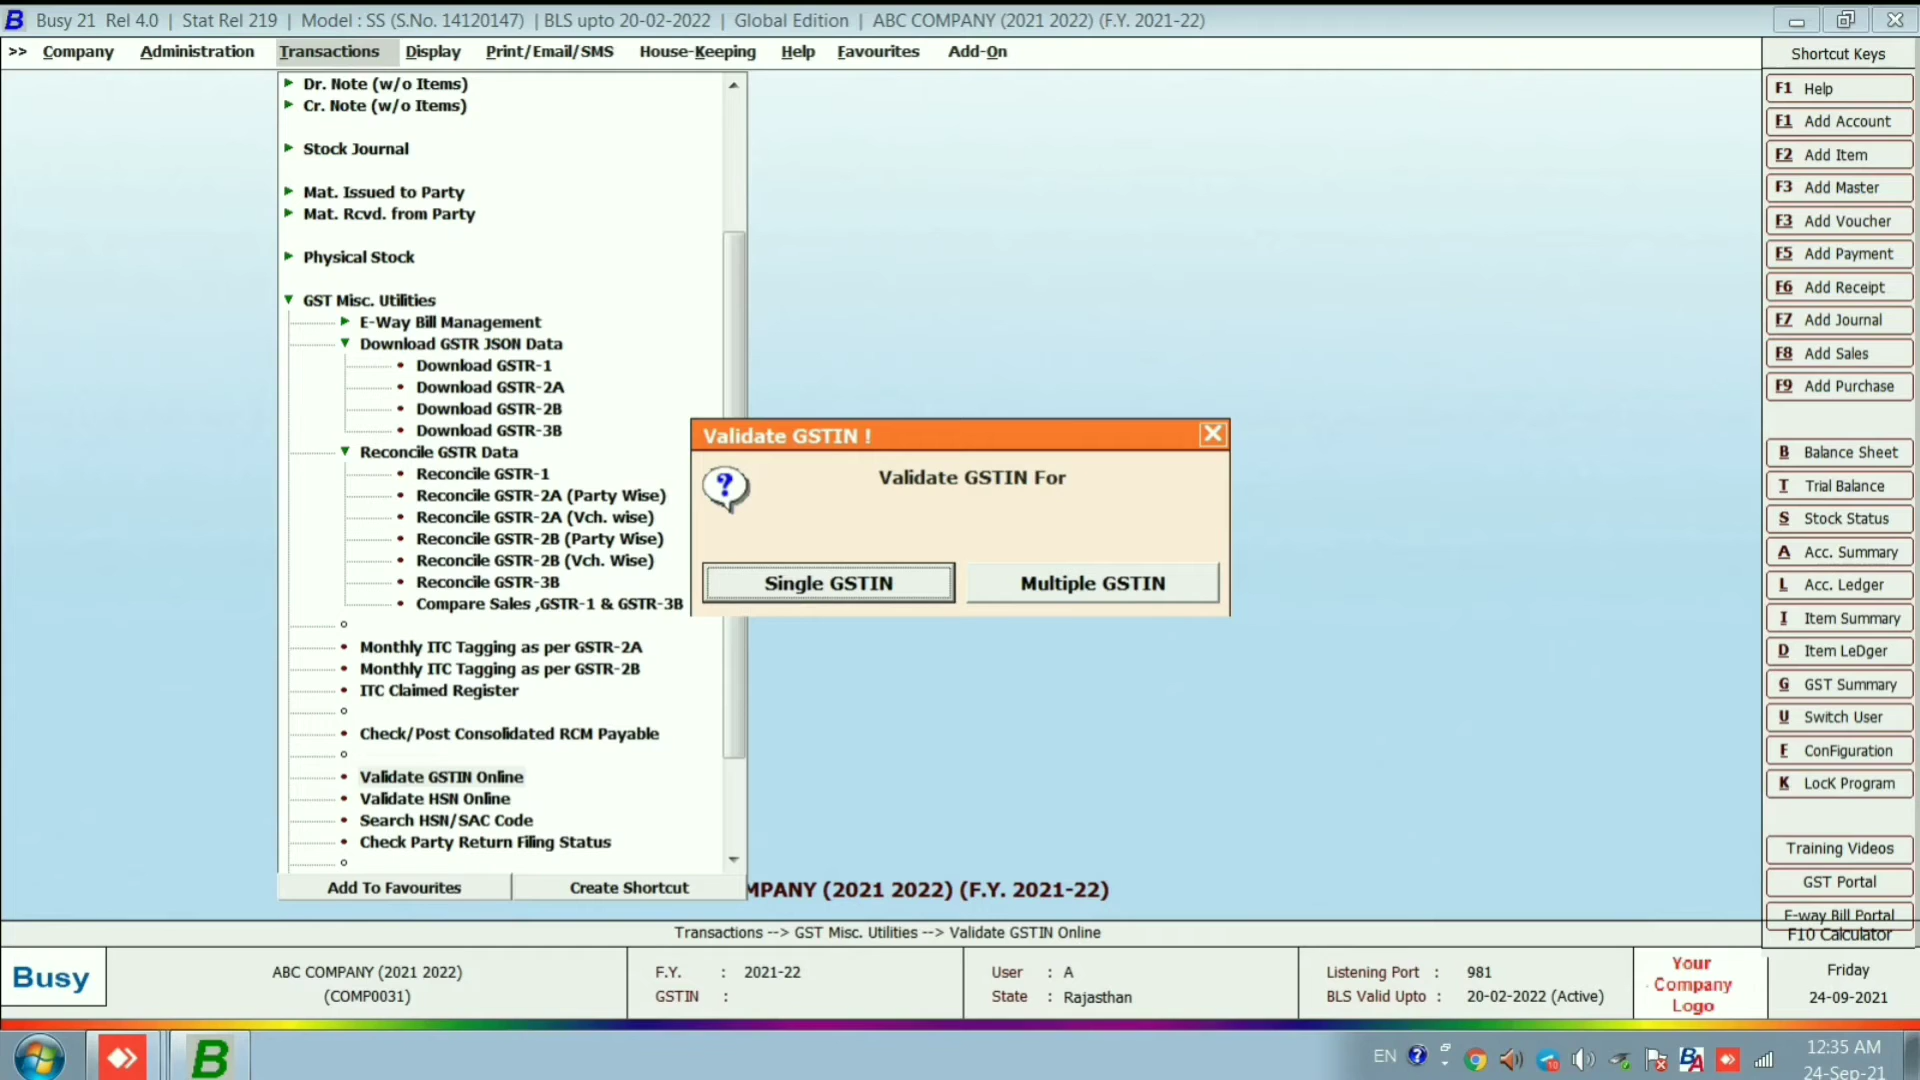 B Busy 21 Rel 4.0 | Stat Rel 219 | Model : SS (S.No. 14120147) | BLS upto 20-02-2022 | Global Edition | ABC COMPANY (2021 2022) (F.Y. 2021-22)
>> Company Administration Transactions Display Print/Email/SMS House-Keeping Help Favourites Add-On
Dr. Note (w/o Items)
Cr. Note (w/o Items)
Stock Journal
Mat. Issued to Party
Mat. Rcvd. from Party
Physical Stock
GST Misc. Utilities
E-Way Bill Management
Download GSTR JSON Data
Download GSTR-1
Download GSTR-2A
Download GSTR-2B
Download GSTR-3B
Reconcile GSTR Data
Reconcile GSTR-1
Reconcile GSTR-2A (Party Wise)
Reconcile GSTR-2A (Vch. wise)
Reconcile GSTR-2B (Party Wise)
Reconcile GSTR-2B (Vch. Wise)
Reconcile GSTR-3B
Compare Sales ,GSTR-1 & GSTR-3B
Monthly ITC Tagging as per GSTR-2A
Monthly ITC Tagging as per GSTR-2B
ITC Claimed Register
Check/Post Consolidated RCM Payable
Validate GSTIN Online
Validate HSN Online
Search HSN/SAC Code
Check Party Return Filing Status
Add To Favourites Create Shortcut
Validate GSTIN !
? Validate GSTIN For
Single GSTIN Multiple GSTIN
MPANY (2021 2022) (F.Y. 2021-22)
Shortcut Keys
F1 Help
F1 Add Account
F2 Add Item
F3 Add Master
F3 Add Voucher
F5 Add Payment
F6 Add Receipt
F7 Add Journal
F8 Add Sales
F9 Add Purchase
B Balance Sheet
T Trial Balance
S Stock Status
A Acc. Summary
L Acc. Ledger
I Item Summary
D Item LeDger
G GST Summary
U Switch User
F ConFiguration
K LocK Program
Training Videos
GST Portal
E-way Bill Portal
F10 Calculator
Transactions --> GST Misc. Utilities --> Validate GSTIN Online
Busy
ABC COMPANY (2021 2022)
(COMP0031)
F.Y. : 2021-22
GSTIN :
User : A
State : Rajasthan
Listening Port : 981
BLS Valid Upto : 20-02-2022 (Active)
Your
Company
Logo
Friday
24-09-2021
B
EN
12:35 AM
24-Sep-21